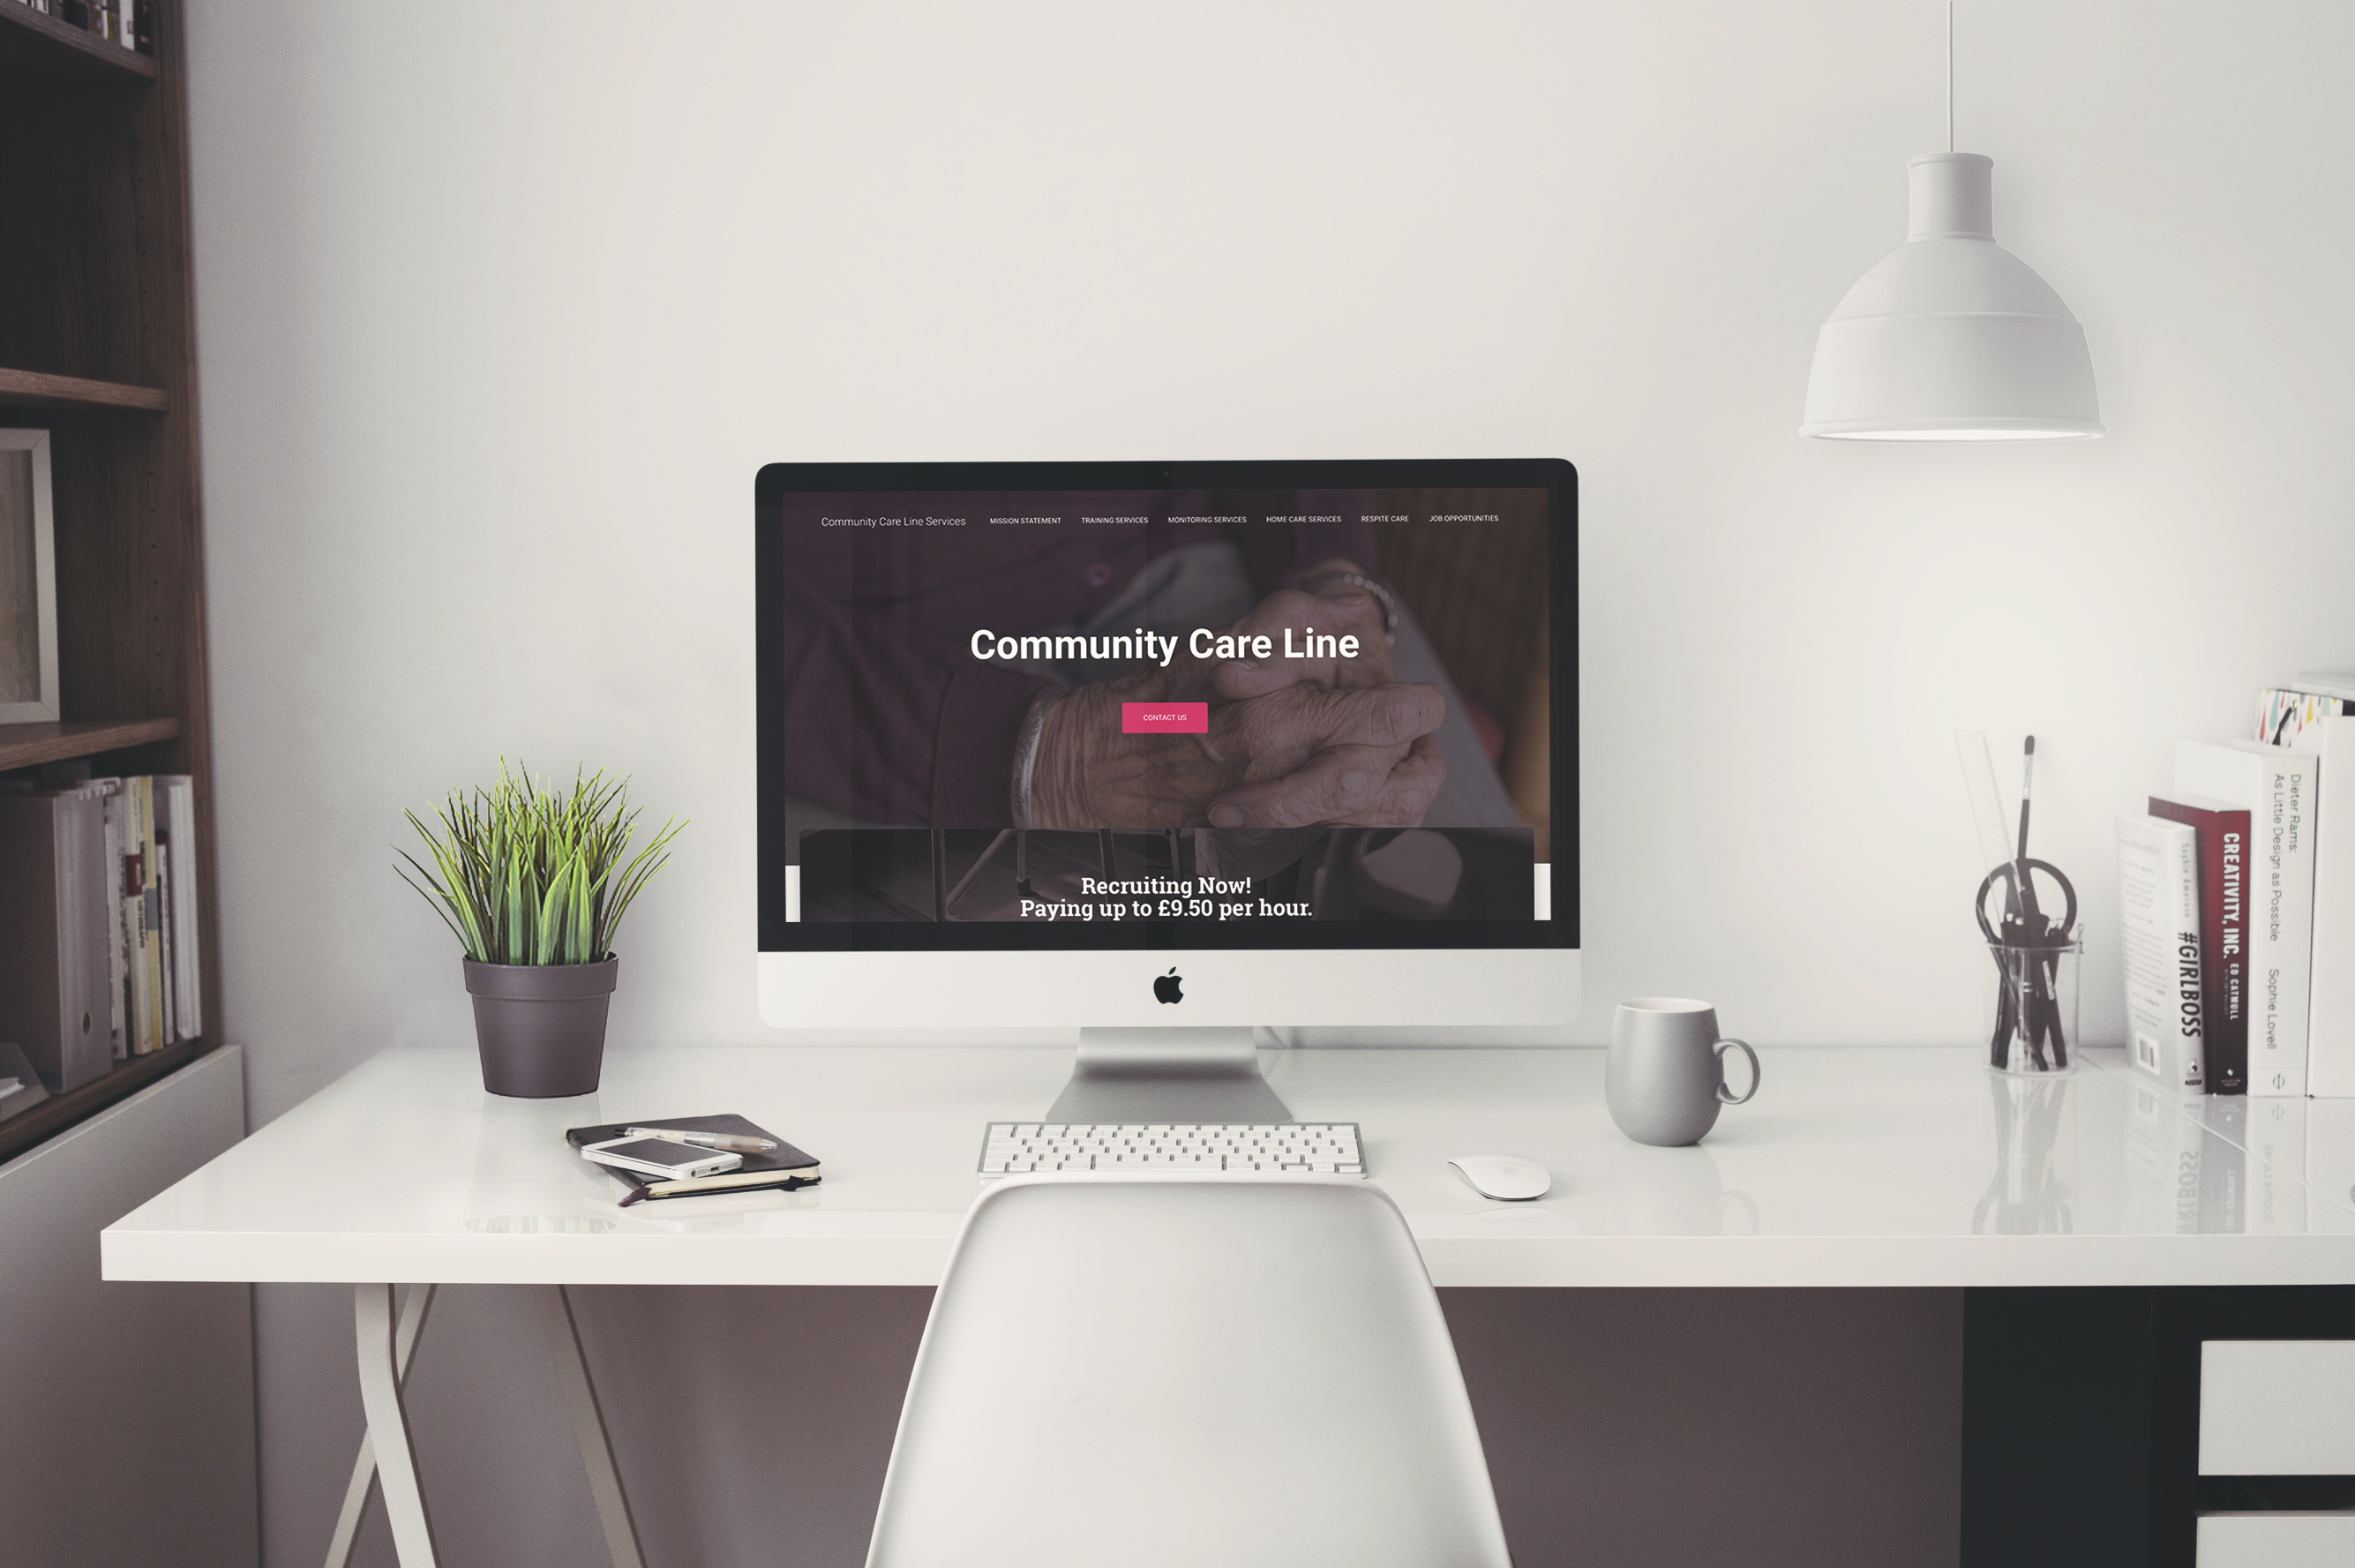 Community Care Line Services
MISSION STATEMENT
TRAINING SERVICES
MONITORING SERVICES
HOME CARE SERVICES
RESPITE CARE
JOB OPPORTUNITIES
Community Care Line
CONTACT US
Recruiting Now!
Paying up to £9.50 per hour.
#GIRLBOSS
CREATIVITY, INC. ED CATMULL
Dieter Rams:
As Little Design as Possible Sophie Lovell